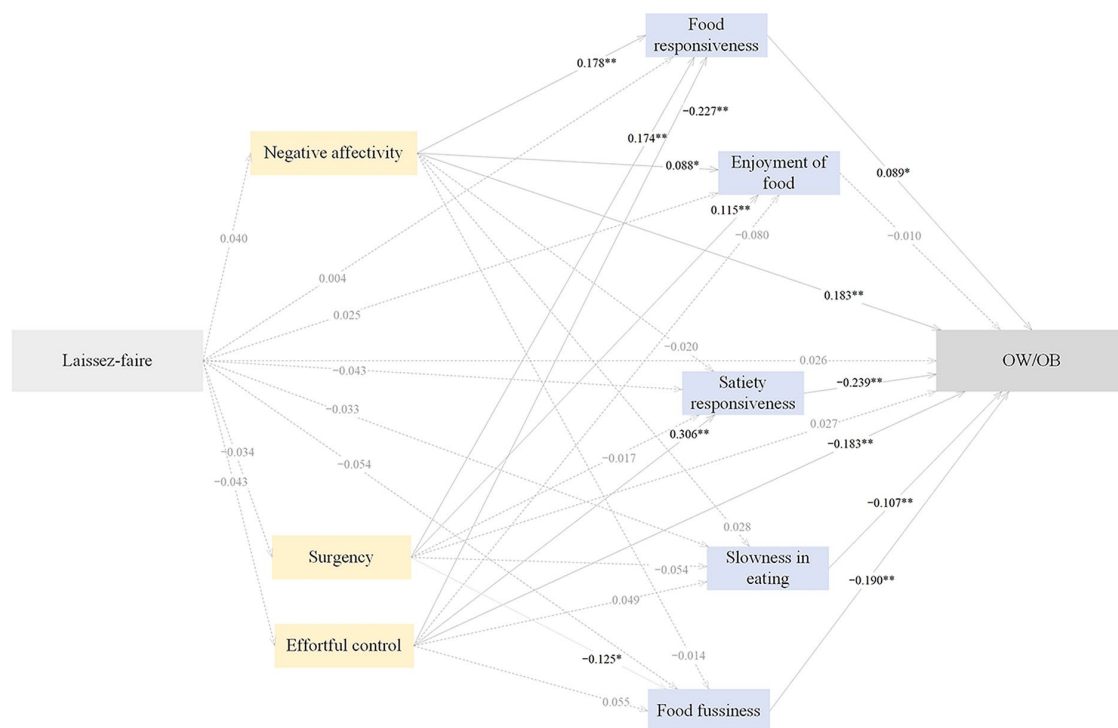 Food
responsiveness
0.178**
−0.227**
0.174**
Negative affectivity
Enjoyment of
food
0.088*
0.089*
0.115**
0.040
−0.080
−0.010
0.004
0.183**
0.025
Laissez-faire
−0.020
0.026
OW/OB
−0.043
Satiety
responsiveness
−0.239**
−0.033
0.027
0.306**
−0.183**
−0.034
−0.017
−0.054
−0.043
−0.107**
0.028
Surgency
Slowness in
eating
−0.054
−0.190**
0.049
Effortful control
−0.014
−0.125*
0.055
Food fussiness